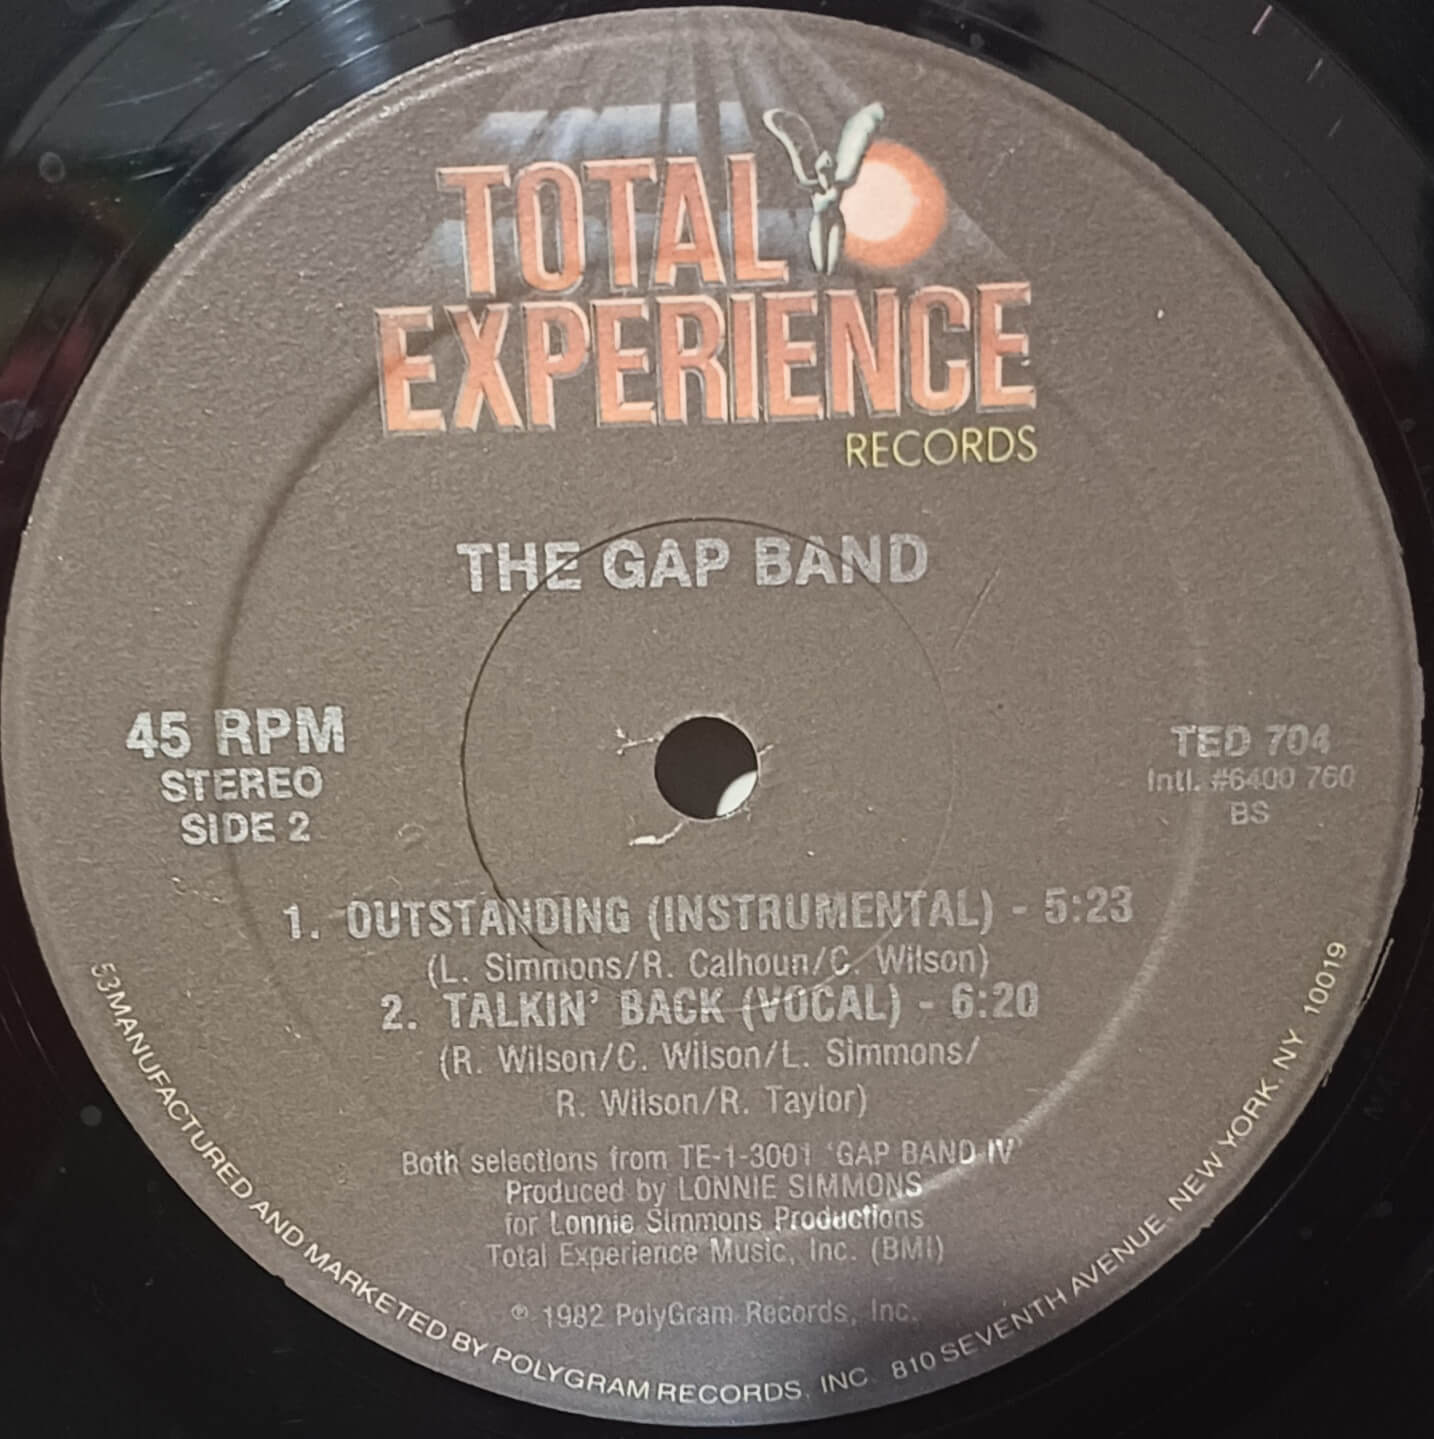 TOTAL
EXPERIENCE
RECORDS
THE GAP BAND
45 RPM
STEREO
SIDE 2
TED 704
Intl. #6400 760
BS
1. OUTSTANDING (INSTRUMENTAL) - 5:23
(L. Simmons/R. Calhoun/C. Wilson)
2. TALKIN' BACK (VOCAL) - 6:20
(R. Wilson/C. Wilson/L. Simmons/
R. Wilson/R. Taylor)
Both selections from TE-1-3001 'GAP BAND IV'
Produced by LONNIE SIMMONS
for Lonnie Simmons Productions
Total Experience Music, Inc. (BMI)
℗ 1982 PolyGram Records, Inc.
53MANUFACTURED AND MARKETED BY POLYGRAM RECORDS, INC. 810 SEVENTH AVENUE, NEW YORK, NY 10019